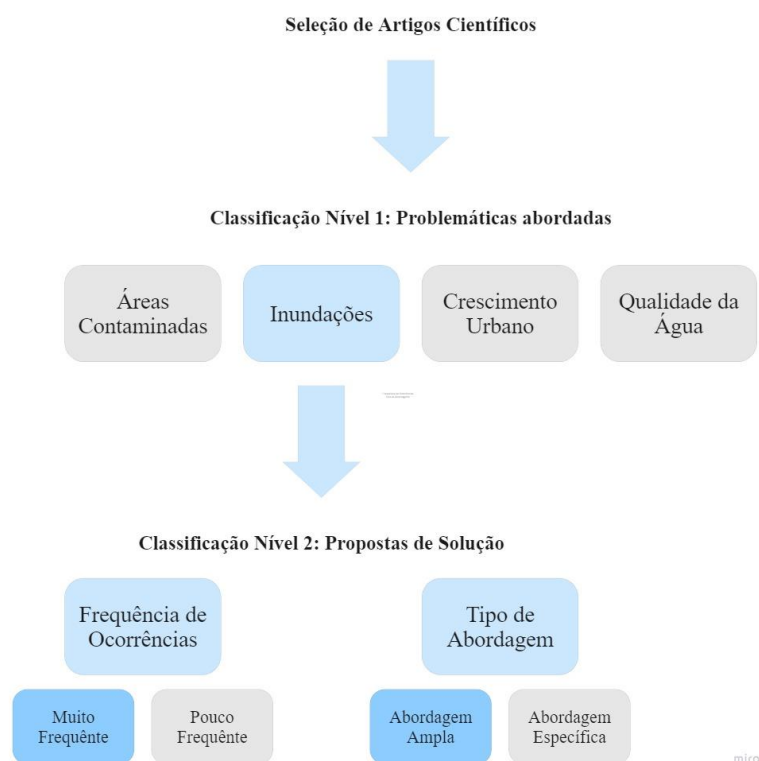 Seleção de Artigos Científicos
Classificação Nível 1: Problemáticas abordadas
Áreas
Contaminadas
Inundações
Crescimento
Urbano
Qualidade da
Água
Classificação Nível 2: Propostas de Solução
Frequência de
Ocorrências
Tipo de
Abordagem
Muito
Frequênte
Pouco
Frequênte
Abordagem
Ampla
Abordagem
Específica
miro